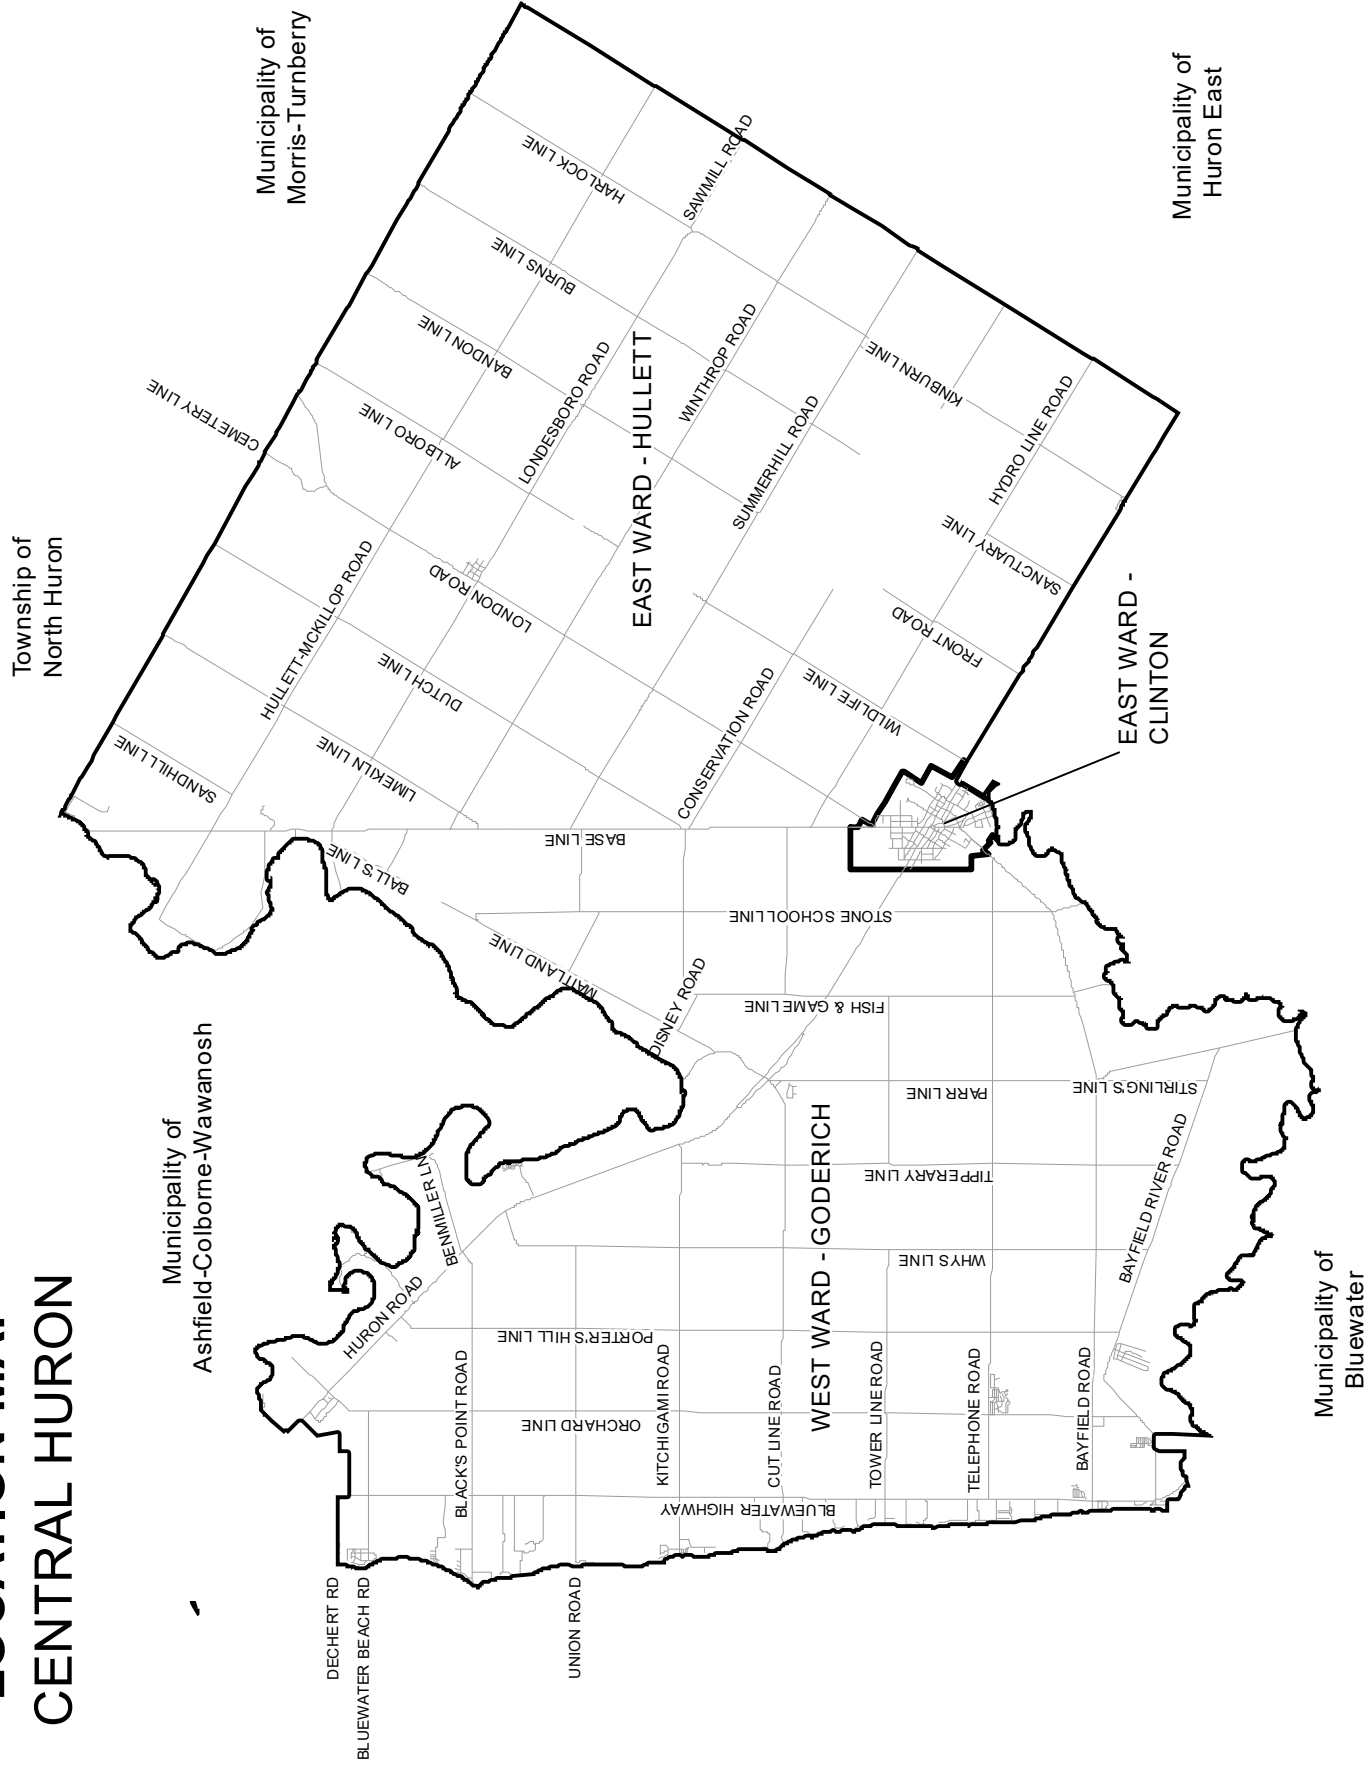 LOCATION MAP
CENTRAL HURON
Township of
North Huron
Municipality of
Morris-Turnberry
Municipality of
Ashfield-Colborne-Wawanosh
Municipality of
Huron East
Municipality of
Bluewater
EAST WARD - HULLETT
EAST WARD -
CLINTON
WEST WARD - GODERICH
CEMETERY LINE
HARLOCK LINE
SAWMILL ROAD
BURNS LINE
BANDON LINE
ALLBORO LINE
LONDESBORO ROAD
WINTHROP ROAD
KINBURN LINE
SUMMERHILL ROAD
HYDRO LINE ROAD
SANCTUARY LINE
FRONT ROAD
HULLETT-MCKILLOP ROAD
LONDON ROAD
DUTCH LINE
LIMEKILN LINE
SANDHILL LINE
CONSERVATION ROAD
WILDLIFE LINE
BASE LINE
BALL'S LINE
STONE SCHOOL LINE
MAITLAND LINE
DISNEY ROAD
FISH & GAME LINE
PARR LINE
STIRLING'S LINE
TIPPERARY LINE
BAYFIELD RIVER ROAD
WHYS LINE
BENMILLER LN
HURON ROAD
PORTER'S HILL LINE
ORCHARD LINE
BLACK'S POINT ROAD
KITCHIGAMI ROAD
CUT LINE ROAD
TOWER LINE ROAD
TELEPHONE ROAD
BAYFIELD ROAD
BLUEWATER HIGHWAY
DECHERT RD
BLUEWATER BEACH RD
UNION ROAD